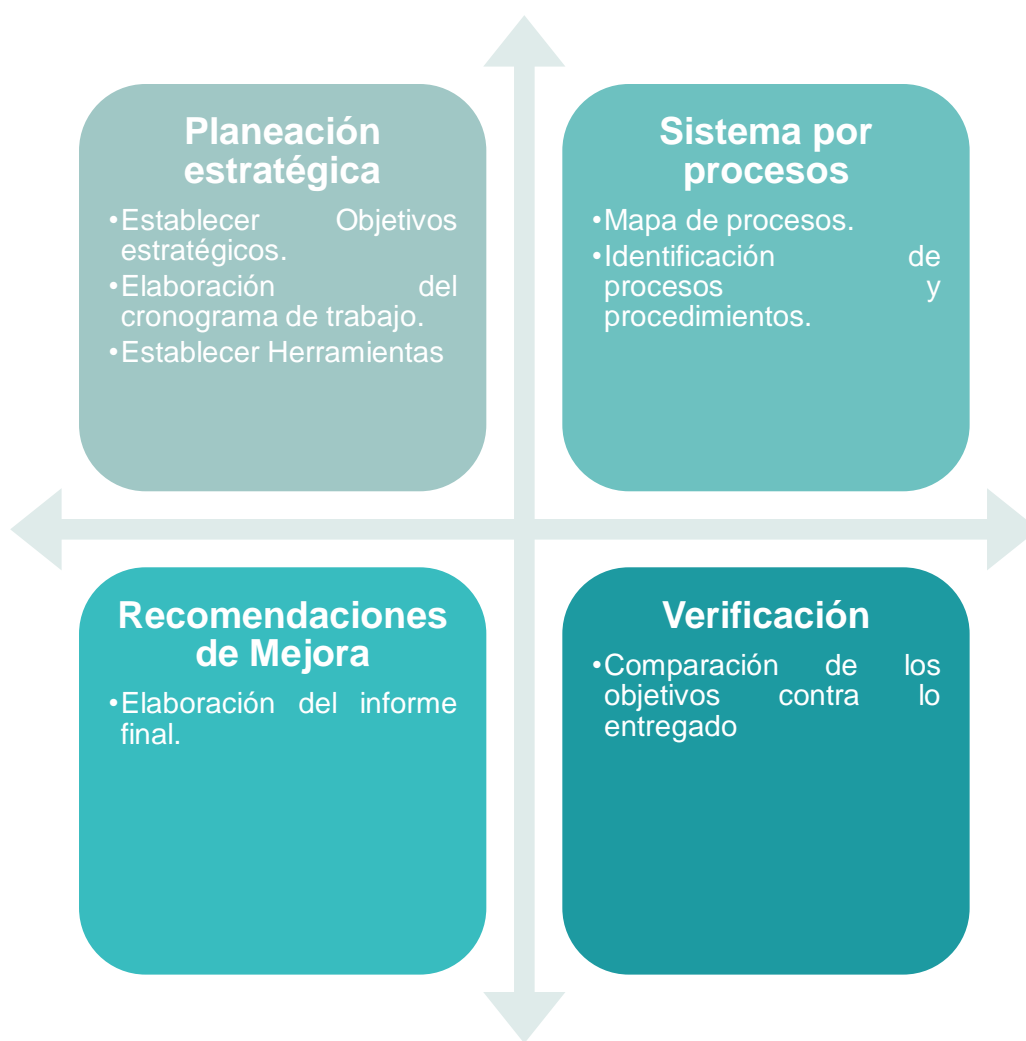 Planeación
estratégica
•Establecer Objetivos
estratégicos.
•Elaboración del
cronograma de trabajo.
•Establecer Herramientas
Sistema por
procesos
•Mapa de procesos.
•Identificación de
procesos y
procedimientos.
Recomendaciones
de Mejora
•Elaboración del informe
final.
Verificación
•Comparación de los
objetivos contra lo
entregado